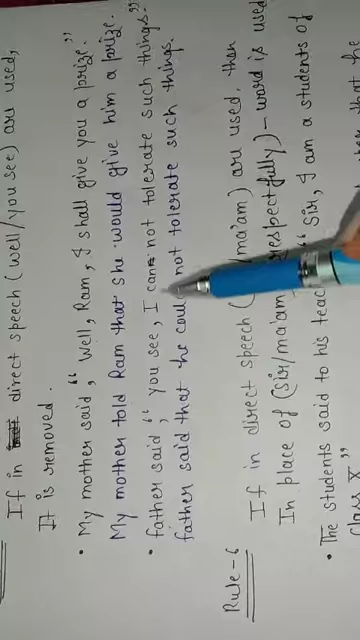 If in direct speech (well/you see) are used,
It is removed.
• My mother said, "Well, Ram, I shall give you a prize."
My mother told Ram that she would give him a prize.
• father said, "you see, I can not tolerate such things."
father said that he could not tolerate such things.
Rule-6
If in direct speech ( /ma'am) are used, then
In place of (sir/ma'am respectfully) - word is used
• The students said to his "Sir, I am a students of
class X"
that the